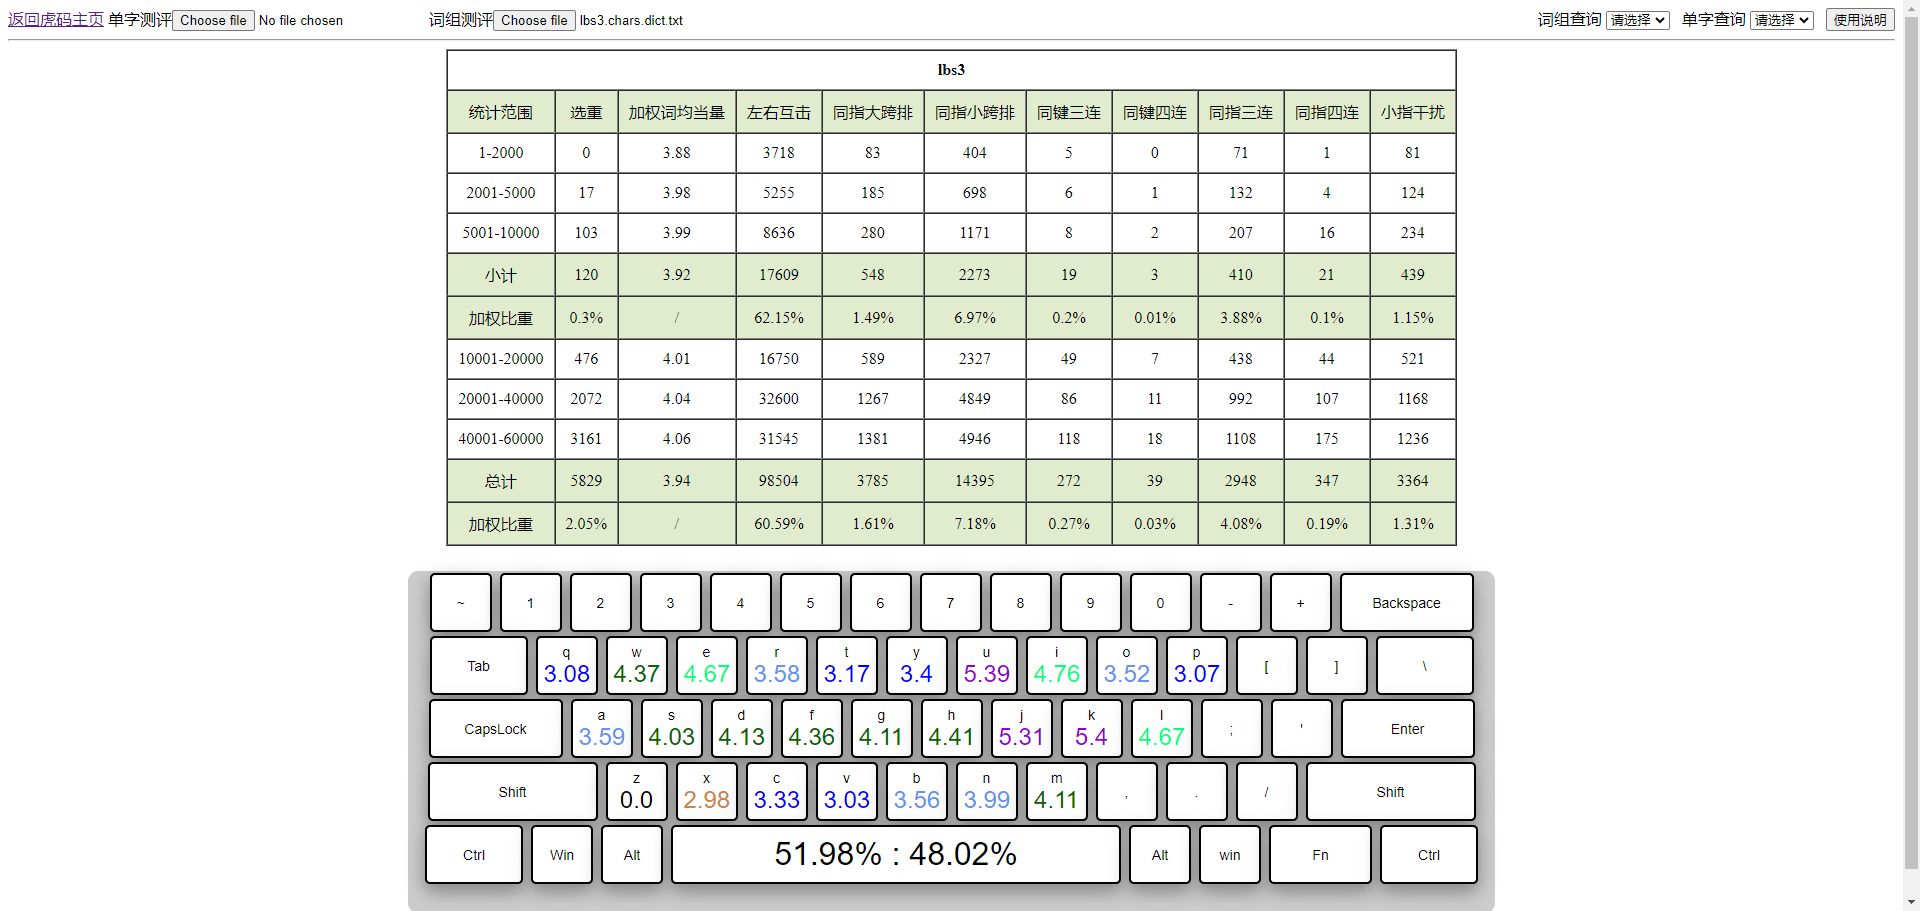 返回虎码主页 单字测评 Choose file No file chosen 词组测评 Choose file lbs3.chars.dict.txt 词组查询 请选择 单字查询 请选择 使用说明
lbs3
统计范围 选重 加权词均当量 左右互击 同指大跨排 同指小跨排 同键三连 同键四连 同指三连 同指四连 小指干扰
1-2000 0 3.88 3718 83 404 5 0 71 1 81
2001-5000 17 3.98 5255 185 698 6 1 132 4 124
5001-10000 103 3.99 8636 280 1171 8 2 207 16 234
小计 120 3.92 17609 548 2273 19 3 410 21 439
加权比重 0.3% / 62.15% 1.49% 6.97% 0.2% 0.01% 3.88% 0.1% 1.15%
10001-20000 476 4.01 16750 589 2327 49 7 438 44 521
20001-40000 2072 4.04 32600 1267 4849 86 11 992 107 1168
40001-60000 3161 4.06 31545 1381 4946 118 18 1108 175 1236
总计 5829 3.94 98504 3785 14395 272 39 2948 347 3364
加权比重 2.05% / 60.59% 1.61% 7.18% 0.27% 0.03% 4.08% 0.19% 1.31%
~ 1 2 3 4 5 6 7 8 9 0 - + Backspace
q w e r t y u i o p
Tab 3.08 4.37 4.67 3.58 3.17 3.4 5.39 4.76 3.52 3.07 [ ] \
a s d f g h j k l
CapsLock 3.59 4.03 4.13 4.36 4.11 4.41 5.31 5.4 4.67 ; ' Enter
z x c v b n m
Shift 0.0 2.98 3.33 3.03 3.56 3.99 4.11 , . / Shift
Ctrl Win Alt 51.98% : 48.02% Alt win Fn Ctrl